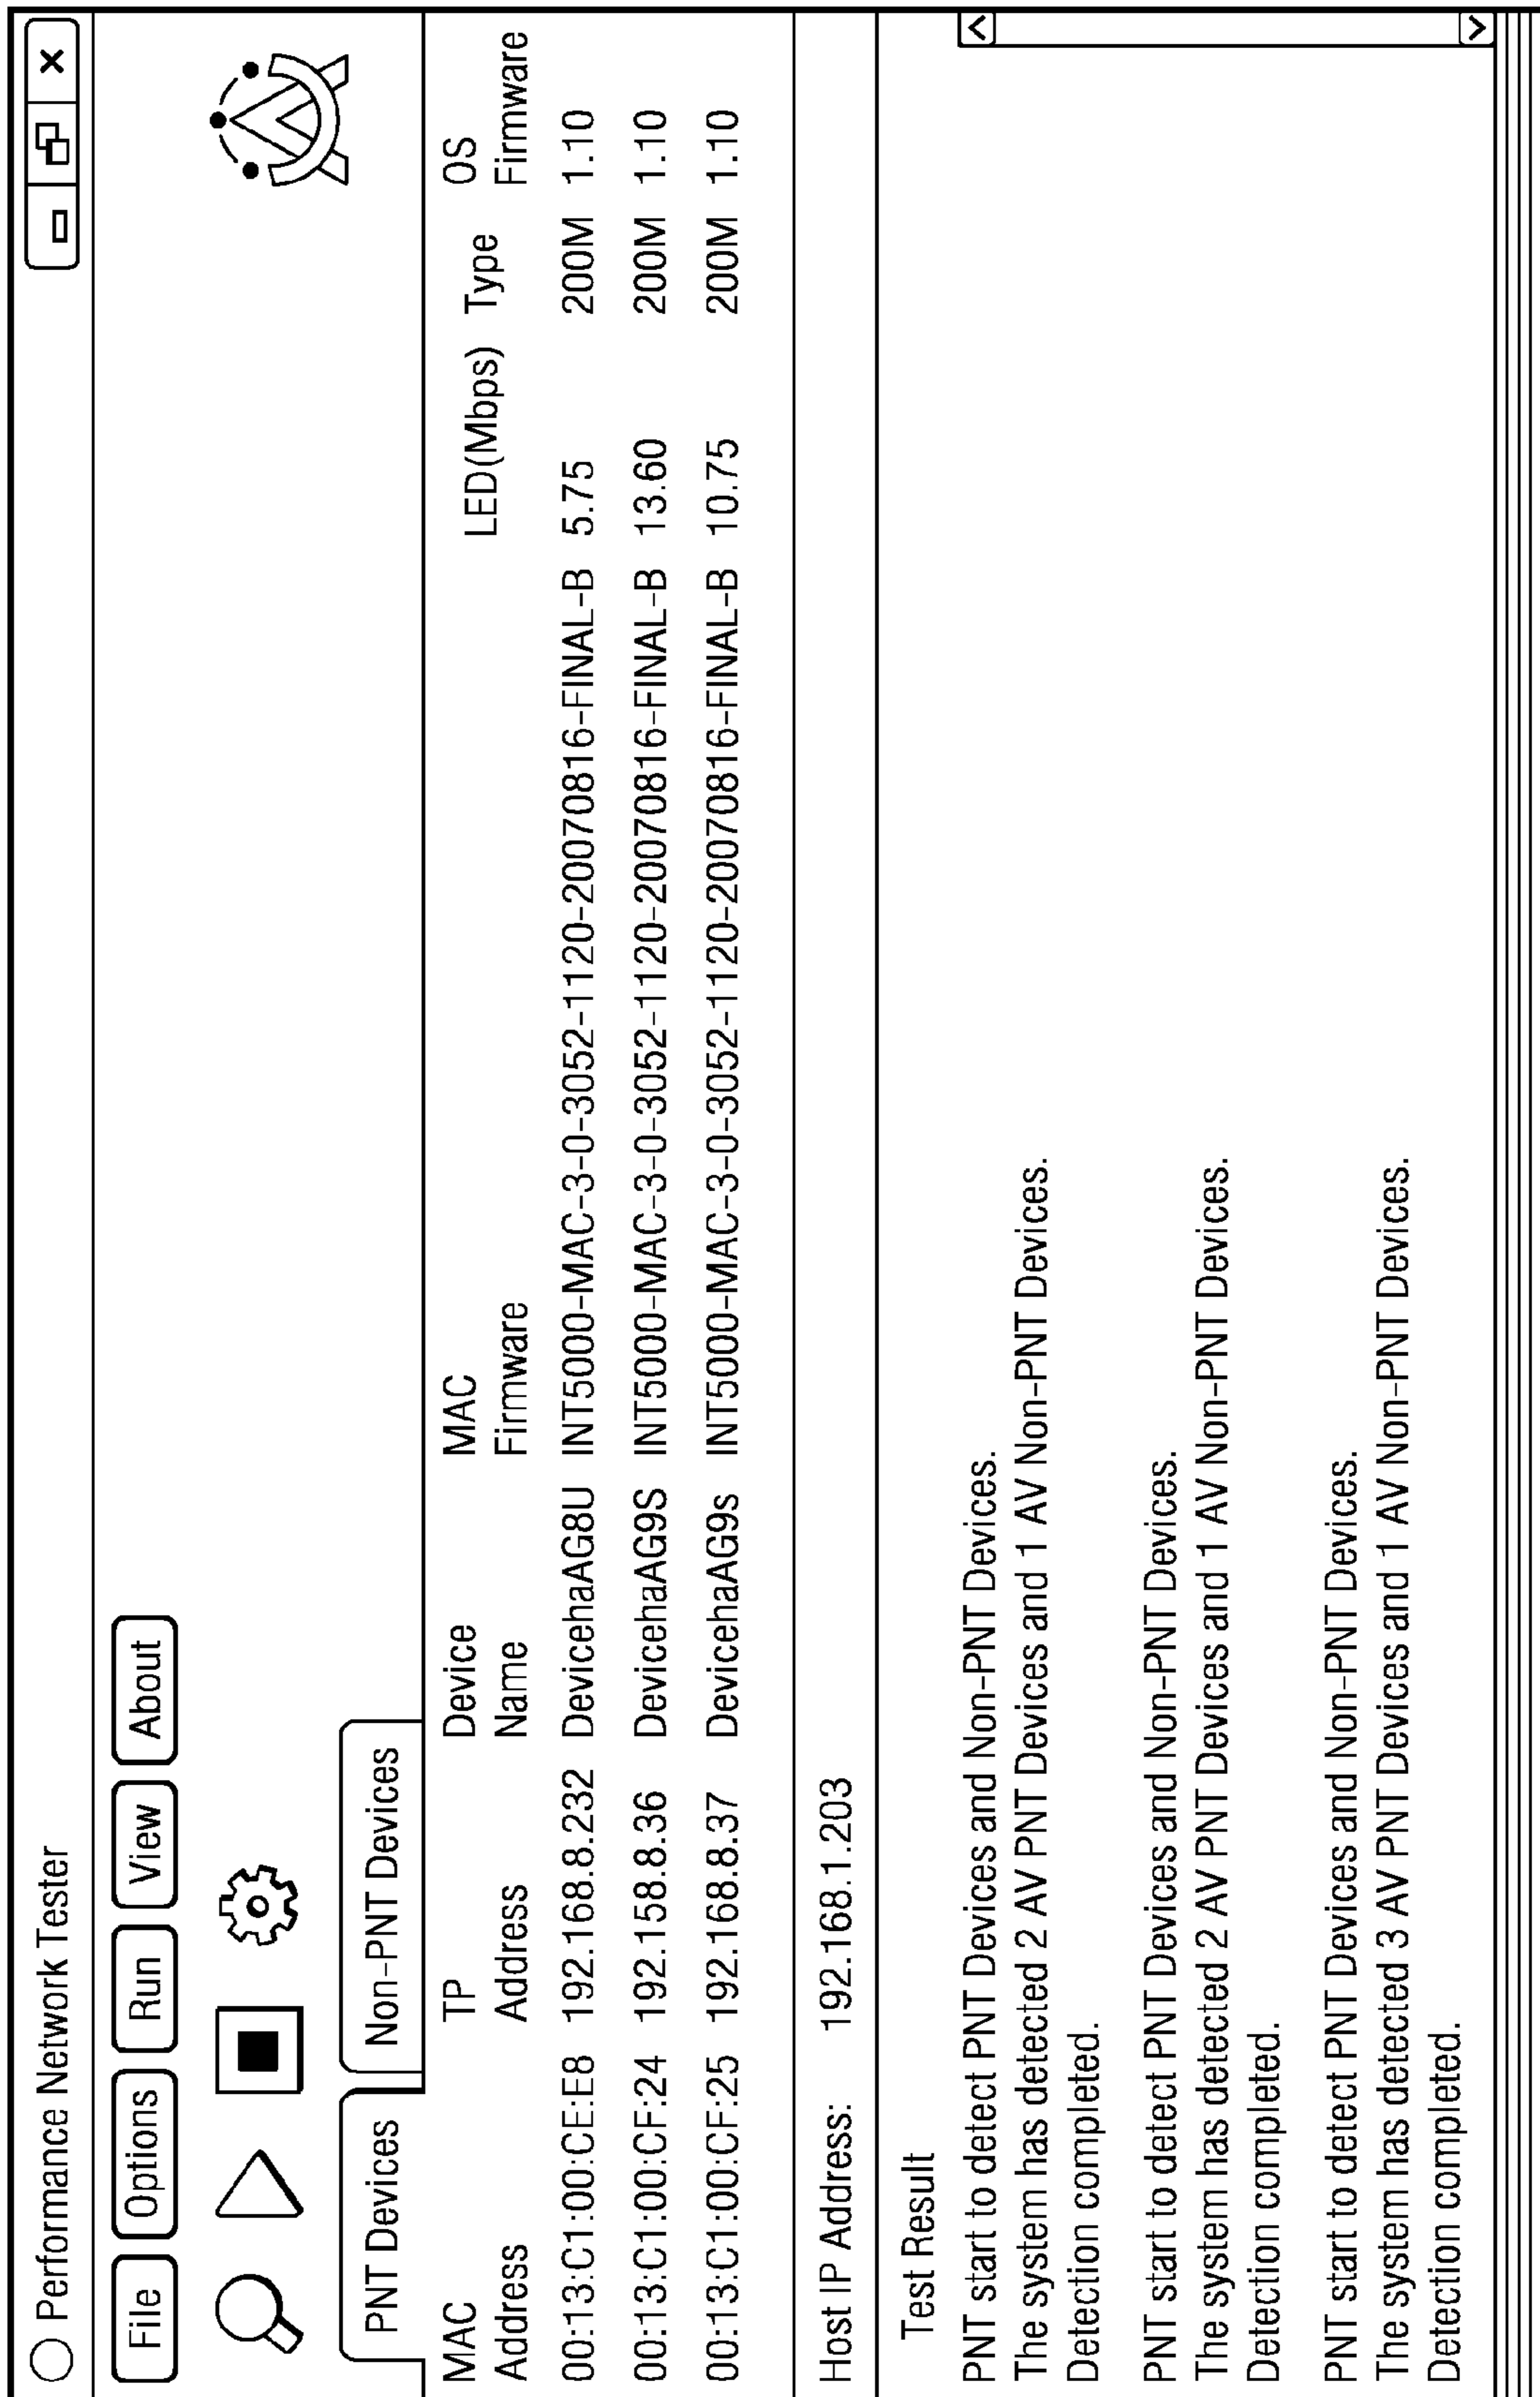 Performance Network Tester
File Options Run View About
PNT Devices Non-PNT Devices
MAC TP Device MAC OS
Address Address Name Firmware LED(Mbps) Type Firmware
00:13:C1:00:CE:E8 192.168.8.232 DevicehaAG8U INT5000-MAC-3-0-3052-1120-20070816-FINAL-B 5.75 200M 1.10
00:13:C1:00:CF:24 192.158.8.36 DevicehaAG9S INT5000-MAC-3-0-3052-1120-20070816-FINAL-B 13.60 200M 1.10
00:13:C1:00:CF:25 192.168.8.37 DevicehaAG9s INT5000-MAC-3-0-3052-1120-20070816-FINAL-B 10.75 200M 1.10
Host IP Address: 192.168.1.203
Test Result
PNT start to detect PNT Devices and Non-PNT Devices.
The system has detected 2 AV PNT Devices and 1 AV Non-PNT Devices.
Detection completed.
PNT start to detect PNT Devices and Non-PNT Devices.
The system has detected 2 AV PNT Devices and 1 AV Non-PNT Devices.
Detection completed.
PNT start to detect PNT Devices and Non-PNT Devices.
The system has detected 3 AV PNT Devices and 1 AV Non-PNT Devices.
Detection completed.